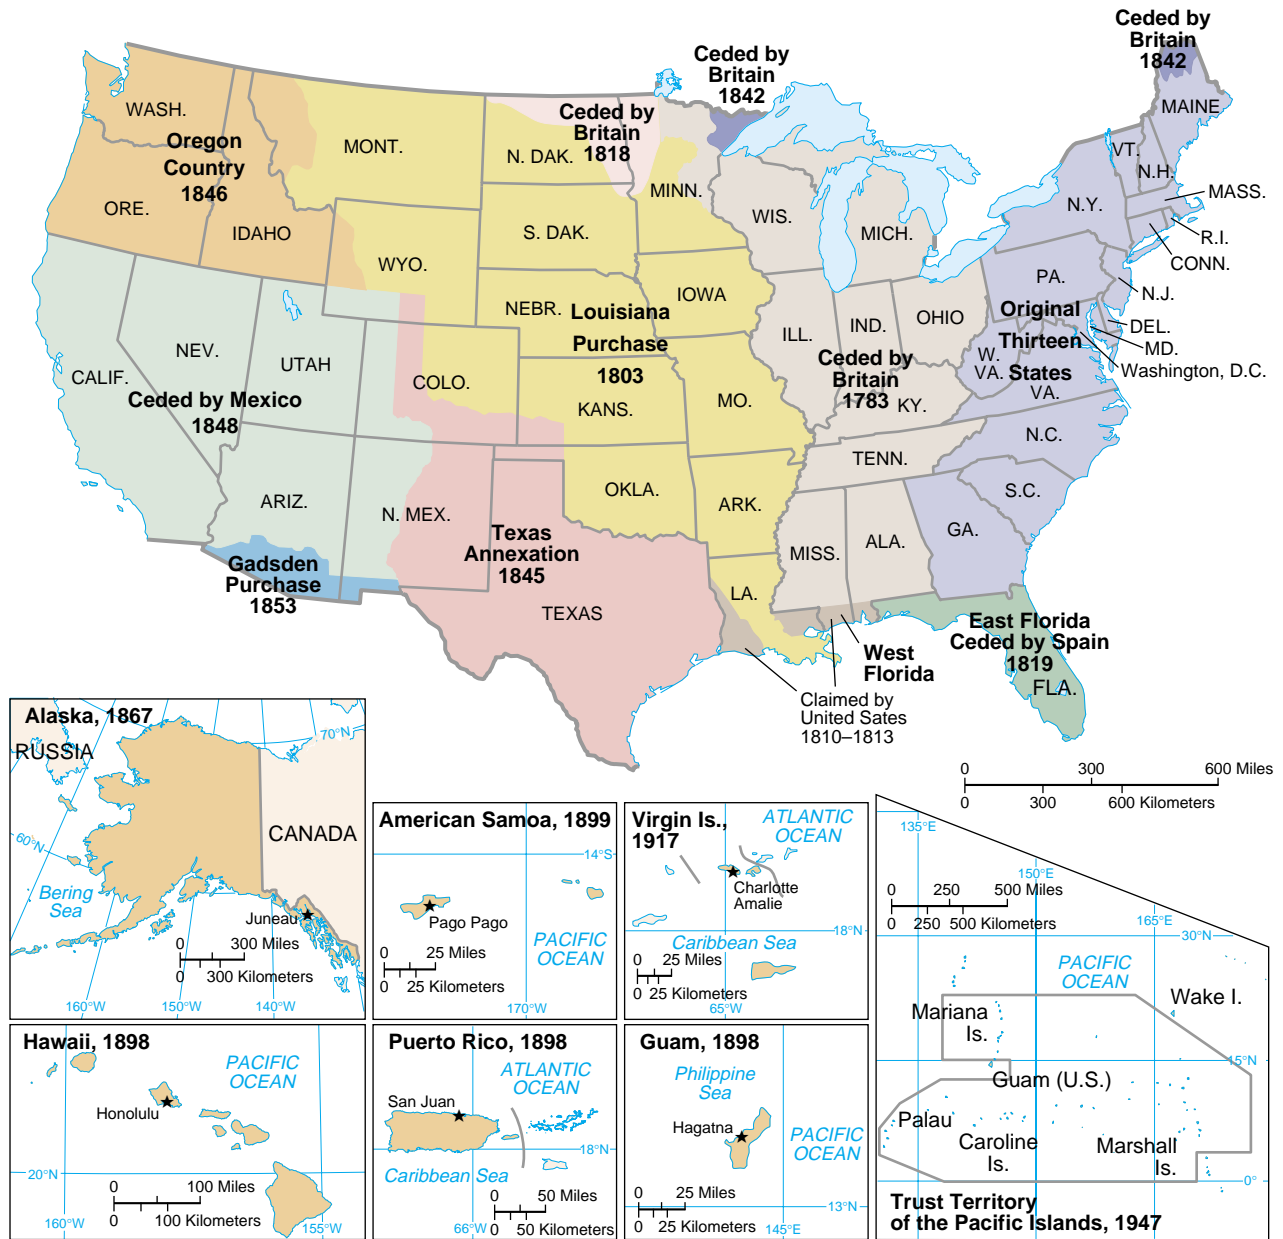 Ceded by
Britain
1842
Ceded by
Britain
1842
WASH.
Oregon
Country
1846
ORE.
IDAHO
MONT.
WYO.
Ceded by
Britain
1818
N. DAK.
S. DAK.
MINN.
WIS.
MICH.
MAINE
VT.
N.H.
N.Y.
MASS.
R.I.
CONN.
PA.
N.J.
DEL.
MD.
Washington, D.C.
Original
Thirteen
States
W.
VA.
VA.
NEBR.
IOWA
Louisiana
Purchase
1803
ILL.
IND.
OHIO
Ceded by
Britain
1783
KY.
NEV.
UTAH
COLO.
KANS.
MO.
CALIF.
Ceded by Mexico
1848
TENN.
N.C.
S.C.
ARIZ.
N. MEX.
OKLA.
ARK.
MISS.
ALA.
GA.
Gadsden
Purchase
1853
Texas
Annexation
1845
TEXAS
LA.
West
Florida
Claimed by
United Sates
1810–1813
East Florida
Ceded by Spain
1819
FLA.
0 300 600 Miles
0 300 600 Kilometers
Alaska, 1867
RUSSIA
70°N
60°N
CANADA
Bering
Sea
Juneau
0 300 Miles
0 300 Kilometers
160°W
150°W
140°W
American Samoa, 1899
14°S
Pago Pago
PACIFIC
OCEAN
0 25 Miles
0 25 Kilometers
170°W
Virgin Is.,
1917
ATLANTIC
OCEAN
Charlotte
Amalie
18°N
Caribbean Sea
0 25 Miles
0 25 Kilometers
65°W
135°E
150°E
165°E
0 250 500 Miles
0 250 500 Kilometers
30°N
PACIFIC
OCEAN
Wake I.
Mariana
Is.
15°N
Guam (U.S.)
Palau
Caroline
Is.
Marshall
Is.
0°
Trust Territory
of the Pacific Islands, 1947
Hawaii, 1898
PACIFIC
OCEAN
Honolulu
20°N
0 100 Miles
0 100 Kilometers
160°W
155°W
Puerto Rico, 1898
ATLANTIC
OCEAN
San Juan
18°N
Caribbean Sea
0 50 Miles
0 50 Kilometers
66°W
Guam, 1898
Philippine
Sea
Hagatna
PACIFIC
OCEAN
0 25 Miles
0 25 Kilometers
13°N
145°E